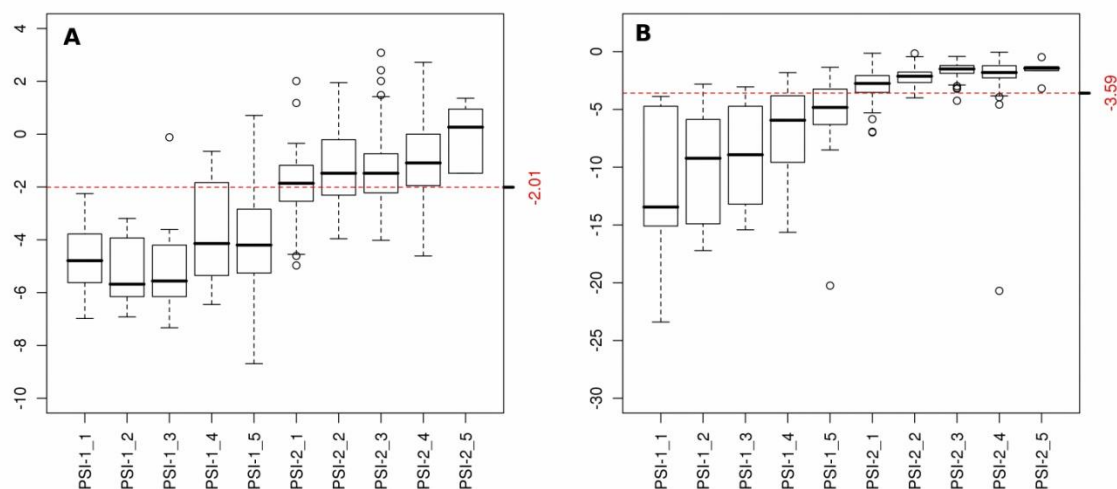 A
4
2
0
-2
-4
-6
-8
-10
-2.01
PSI-1_1
PSI-1_2
PSI-1_3
PSI-1_4
PSI-1_5
PSI-2_1
PSI-2_2
PSI-2_3
PSI-2_4
PSI-2_5
B
0
-5
-10
-15
-20
-25
-30
-3.59
PSI-1_1
PSI-1_2
PSI-1_3
PSI-1_4
PSI-1_5
PSI-2_1
PSI-2_2
PSI-2_3
PSI-2_4
PSI-2_5